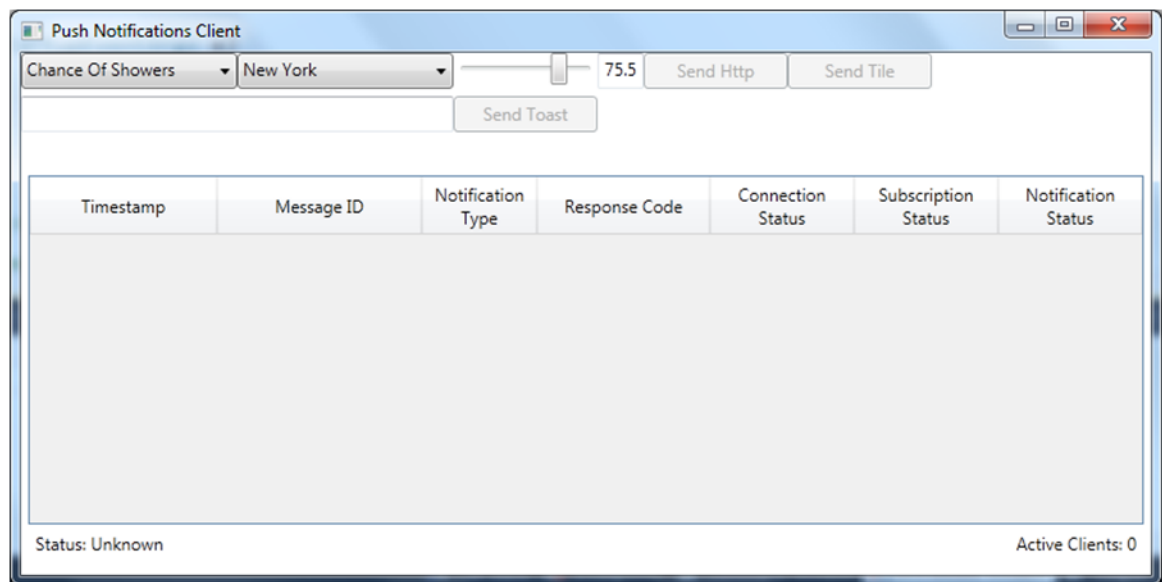 Push Notifications Client
Chance Of Showers New York 75.5 Send Http Send Tile
Send Toast
Timestamp Message ID Notification Type Response Code Connection Status Subscription Status Notification Status
Status: Unknown Active Clients: 0